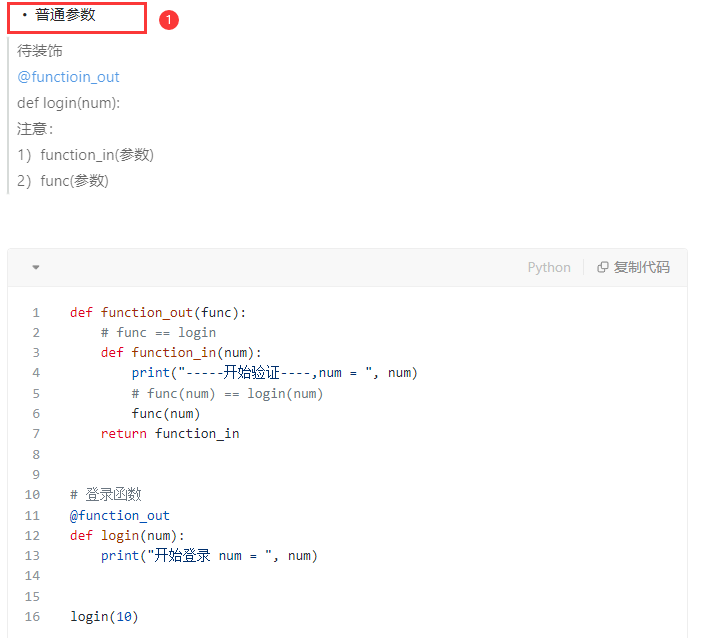 • 普通参数
1
待装饰
@functioin_out
def login(num):
注意：
1）function_in(参数)
2）func(参数)
Python 复制代码
1 def function_out(func):
2     # func == login
3     def function_in(num):
4         print("-----开始验证----,num = ", num)
5         # func(num) == login(num)
6         func(num)
7     return function_in
8
9
10 # 登录函数
11 @function_out
12 def login(num):
13     print("开始登录 num = ", num)
14
15
16 login(10)